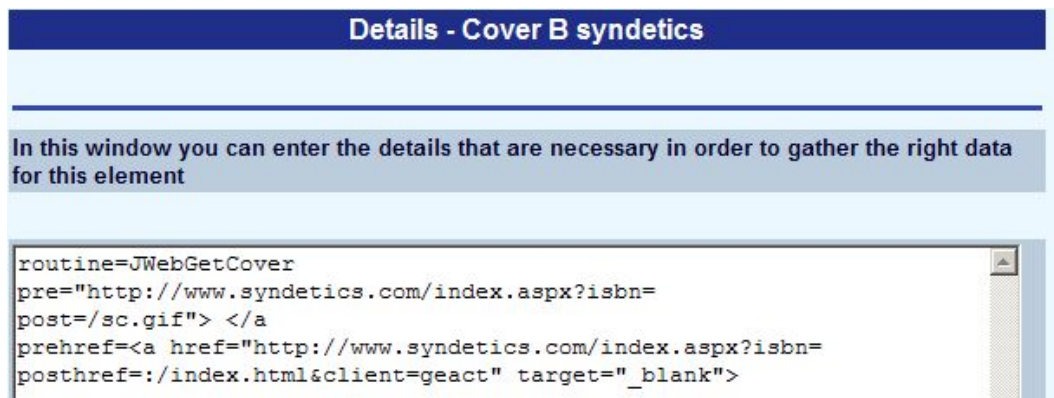 Details - Cover B syndetics
In this window you can enter the details that are necessary in order to gather the right data
for this element
routine=JWebGetCover
pre="http://www.syndetics.com/index.aspx?isbn=
post=/sc.gif"> </a
prehref=<a href="http://www.syndetics.com/index.aspx?isbn=
posthref=:/index.html&client=geact" target="_blank">